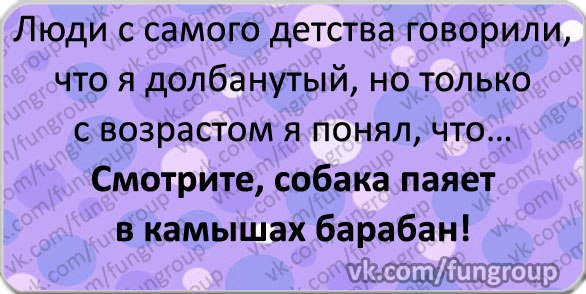 Люди с самого детства говорили,
что я долбанутый, но только
с возрастом я понял, что...
Смотрите, собака паяет
в камышах барабан!
vk.com/fungroup